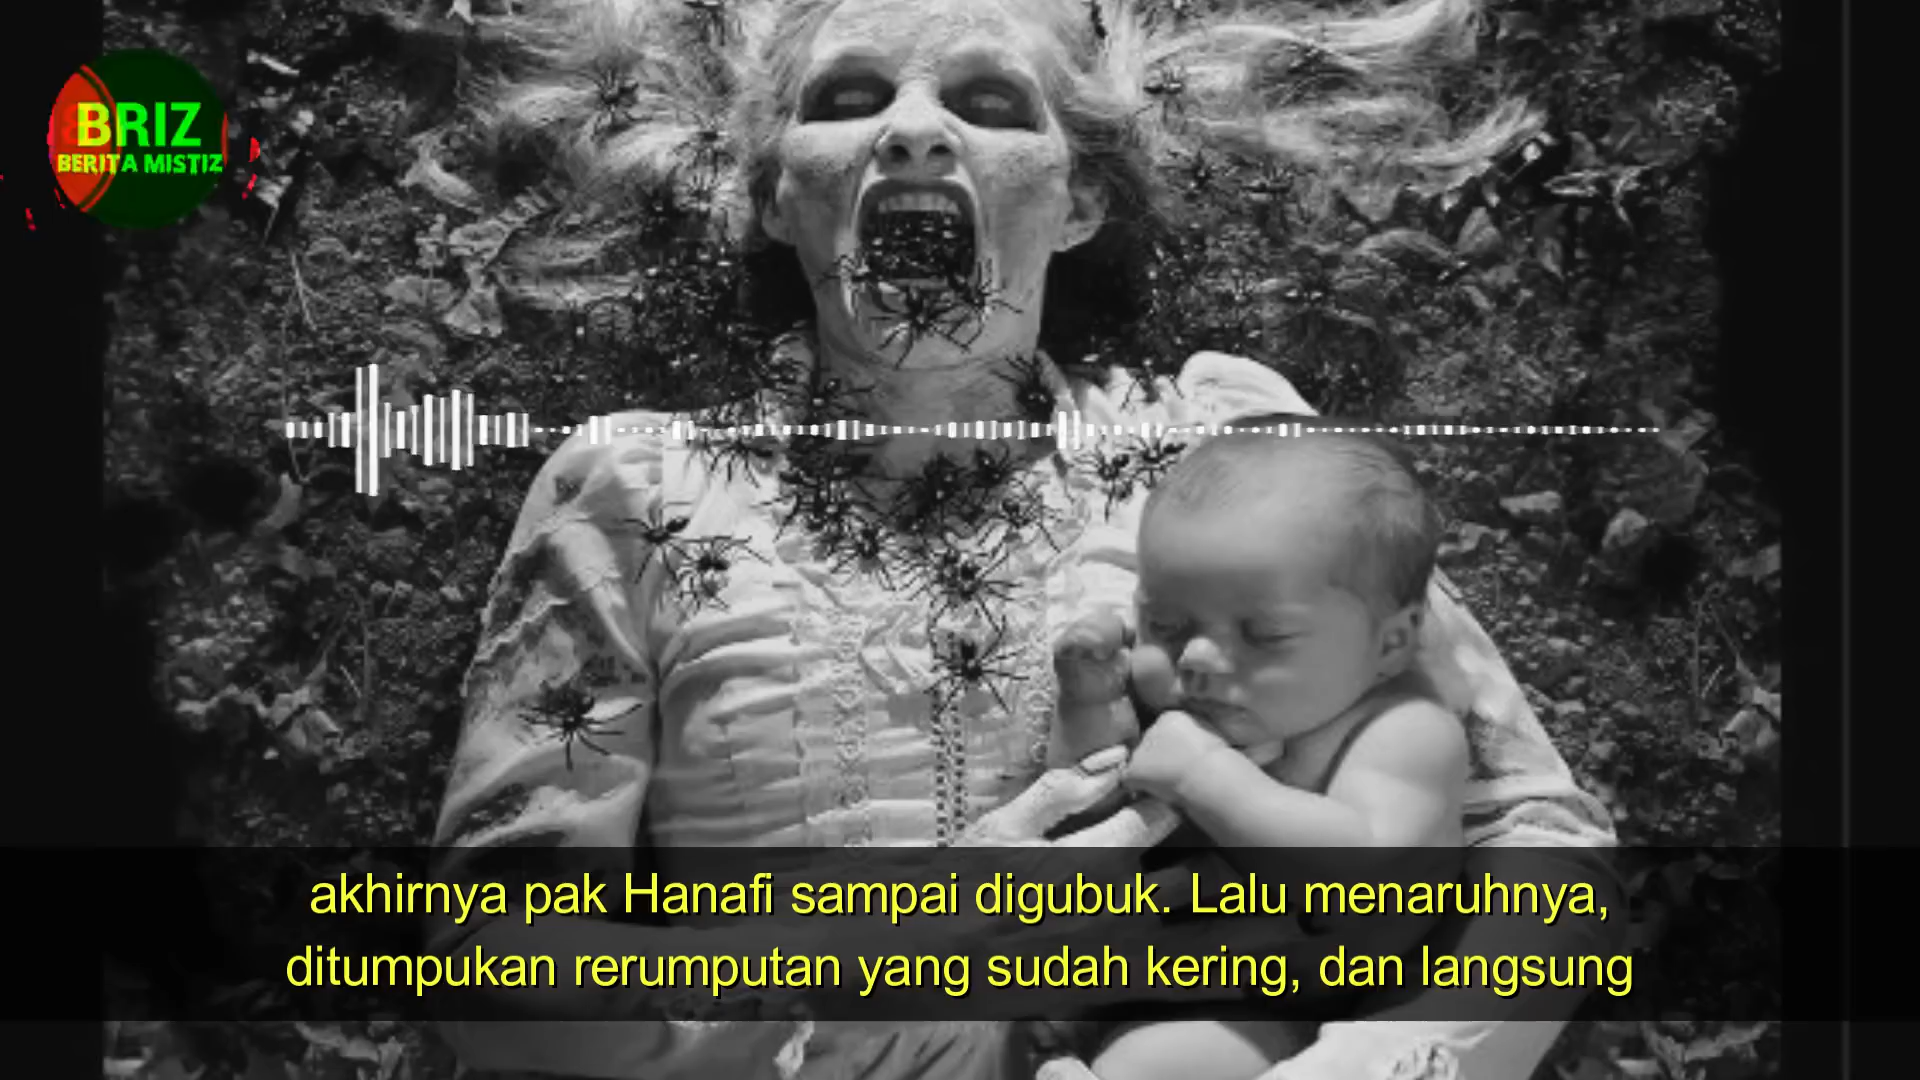 BRIZ
BERITA MISTIZ
akhirnya pak Hanafi sampai digubuk. Lalu menaruhnya,
ditumpukan rerumputan yang sudah kering, dan langsung